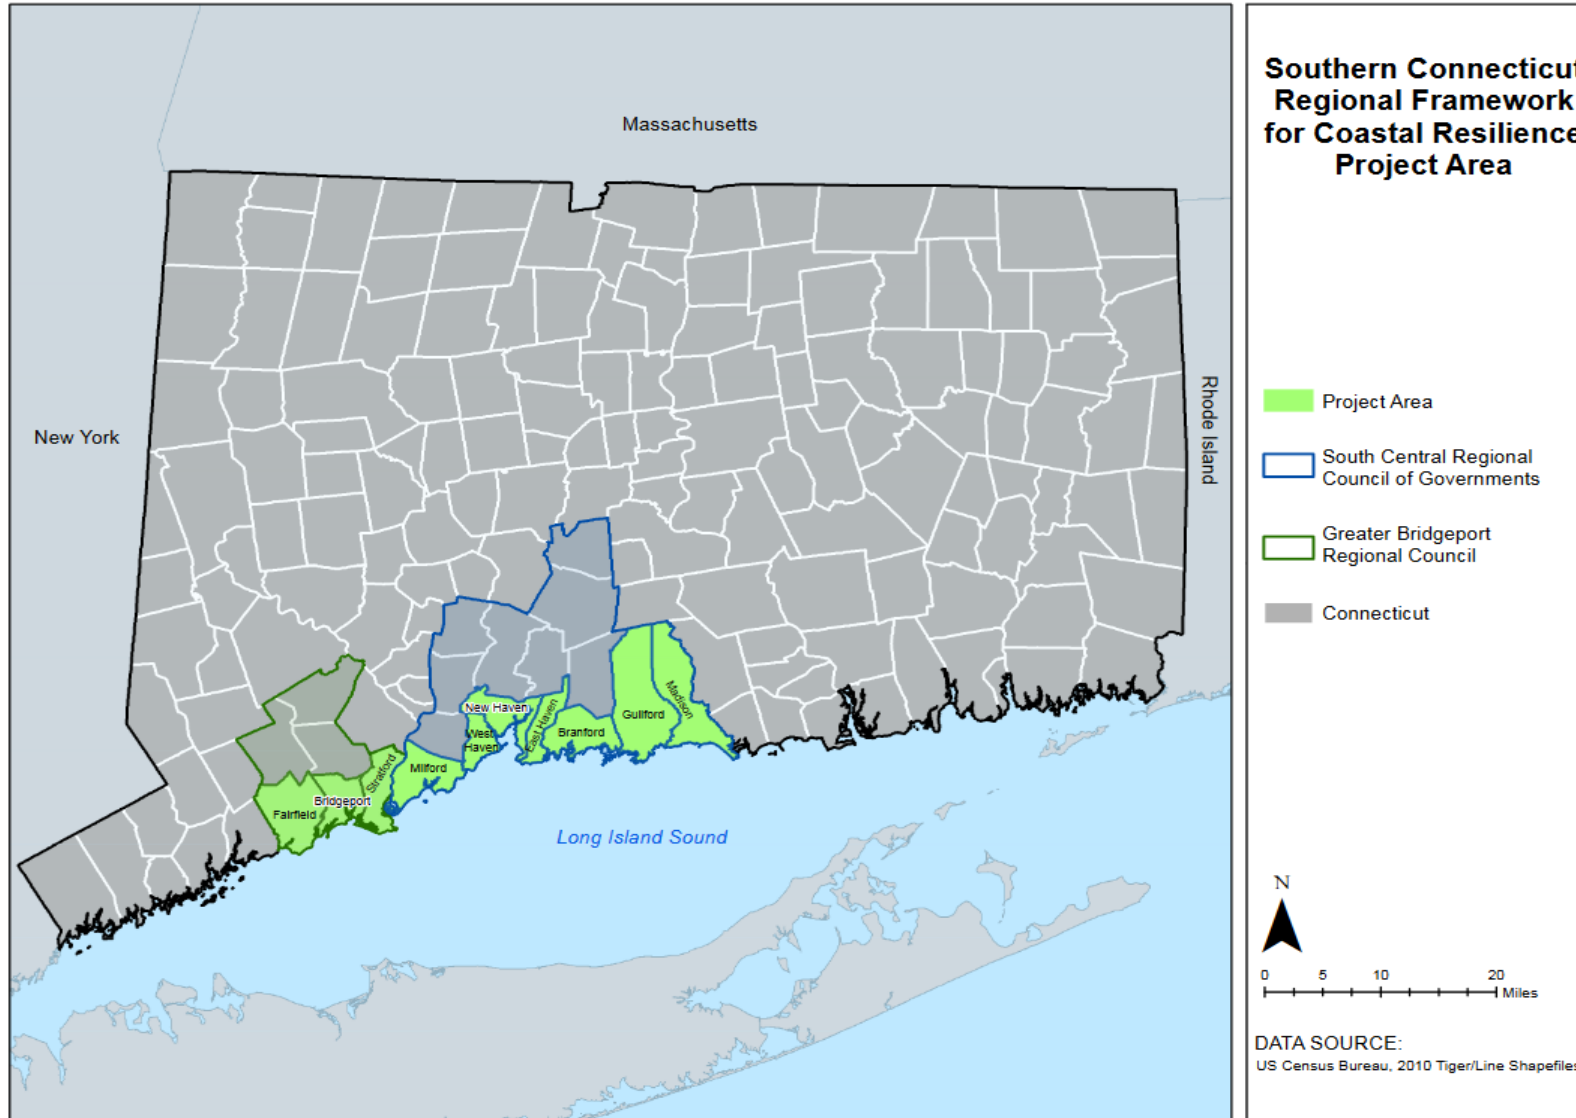 Southern Connecticut
Regional Framework
for Coastal Resilience
Project Area
Massachusetts
New York
Rhode Island
New Haven
West
Haven
East Haven
Branford
Guilford
Madison
Milford
Stratford
Bridgeport
Fairfield
Long Island Sound
Project Area
South Central Regional
Council of Governments
Greater Bridgeport
Regional Council
Connecticut
N
0 5 10 20
Miles
DATA SOURCE:
US Census Bureau, 2010 Tiger/Line Shapefiles